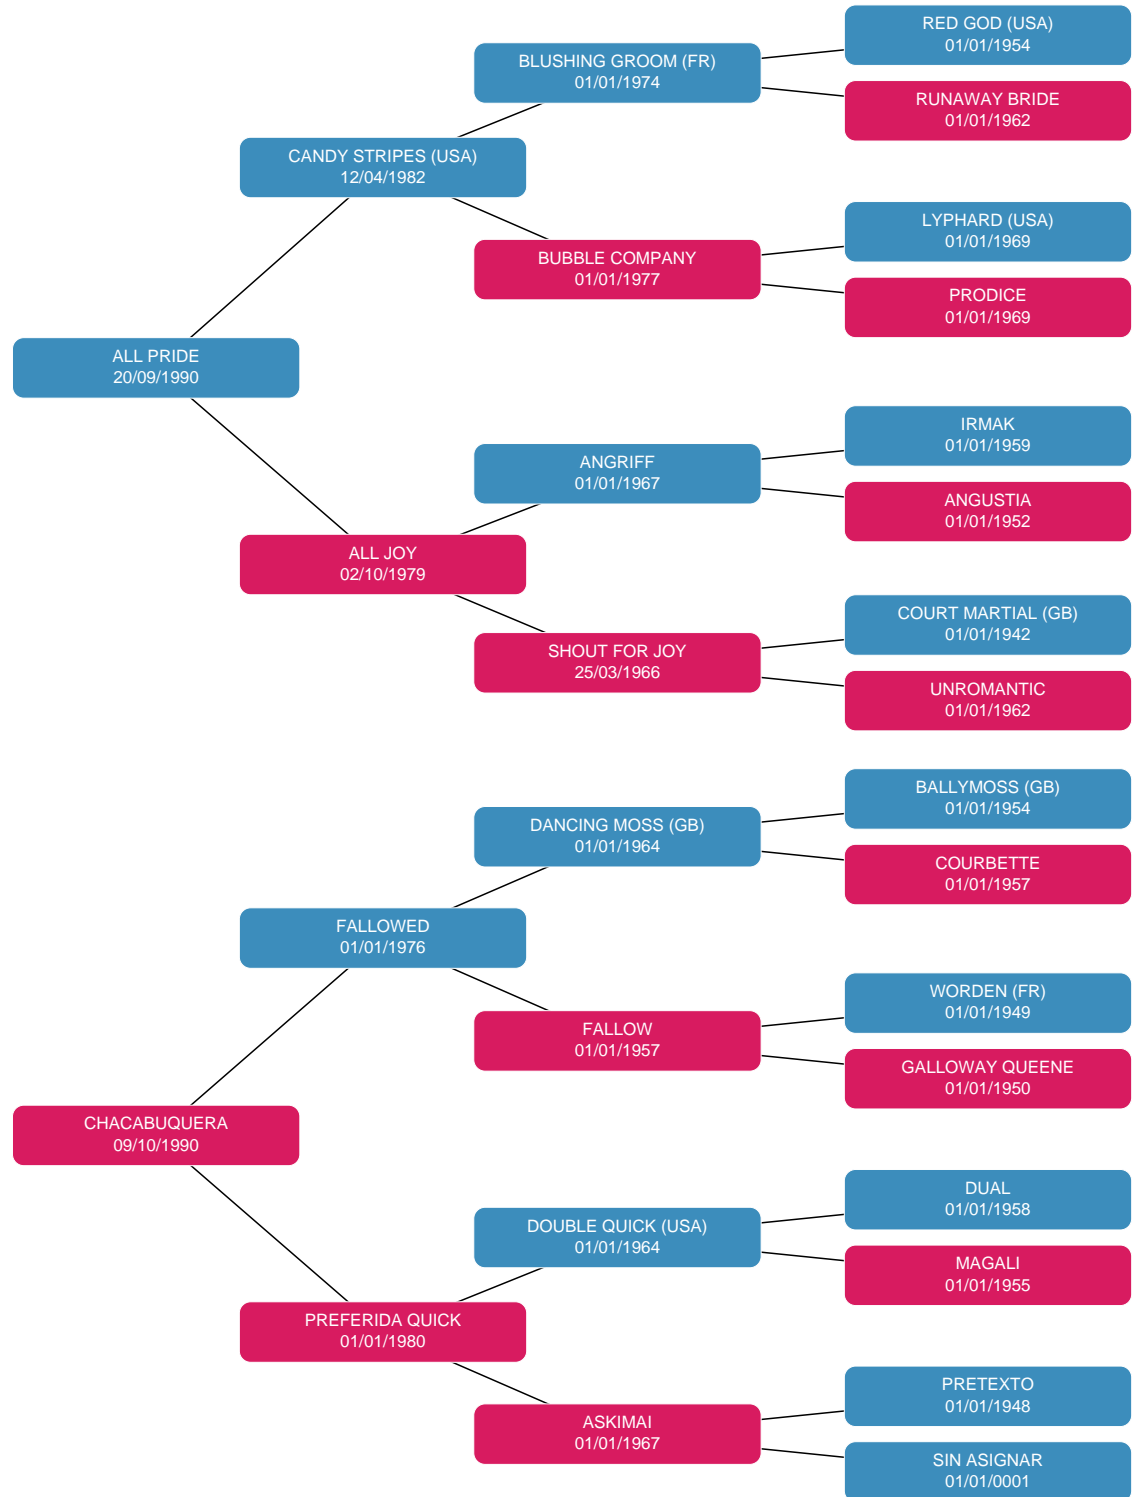 RED GOD (USA)
01/01/1954
BLUSHING GROOM (FR)
01/01/1974
RUNAWAY BRIDE
01/01/1962
CANDY STRIPES (USA)
12/04/1982
LYPHARD (USA)
01/01/1969
BUBBLE COMPANY
01/01/1977
PRODICE
01/01/1969
ALL PRIDE
20/09/1990
IRMAK
01/01/1959
ANGRIFF
01/01/1967
ANGUSTIA
01/01/1952
ALL JOY
02/10/1979
COURT MARTIAL (GB)
01/01/1942
SHOUT FOR JOY
25/03/1966
UNROMANTIC
01/01/1962
BALLYMOSS (GB)
01/01/1954
DANCING MOSS (GB)
01/01/1964
COURBETTE
01/01/1957
FALLOWED
01/01/1976
WORDEN (FR)
01/01/1949
FALLOW
01/01/1957
GALLOWAY QUEENE
01/01/1950
CHACABUQUERA
09/10/1990
DUAL
01/01/1958
DOUBLE QUICK (USA)
01/01/1964
MAGALI
01/01/1955
PREFERIDA QUICK
01/01/1980
PRETEXTO
01/01/1948
ASKIMAI
01/01/1967
SIN ASIGNAR
01/01/0001